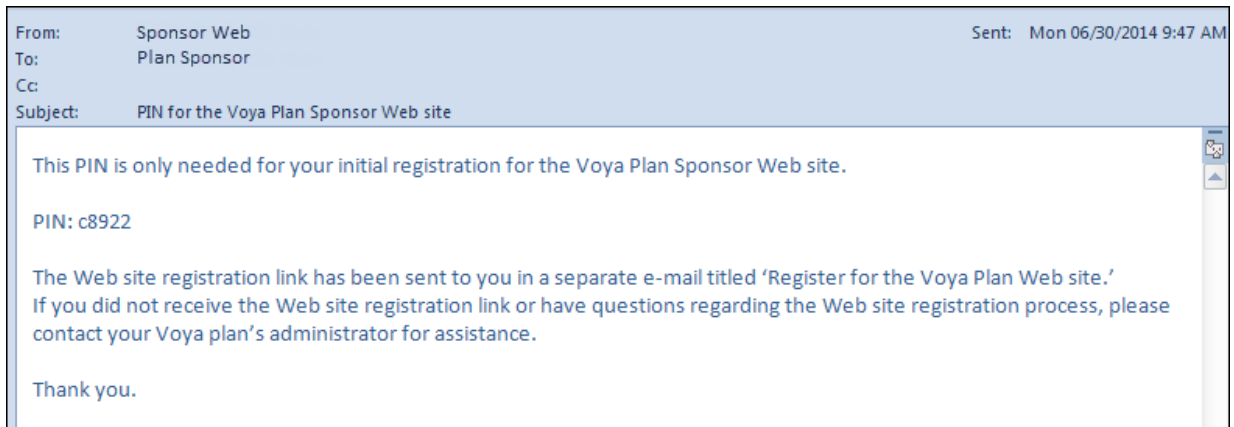 From: Sponsor Web Sent: Mon 06/30/2014 9:47 AM
To: Plan Sponsor
Cc:
Subject: PIN for the Voya Plan Sponsor Web site
This PIN is only needed for your initial registration for the Voya Plan Sponsor Web site.
PIN: c8922
The Web site registration link has been sent to you in a separate e-mail titled ‘Register for the Voya Plan Web site.’
If you did not receive the Web site registration link or have questions regarding the Web site registration process, please
contact your Voya plan’s administrator for assistance.
Thank you.